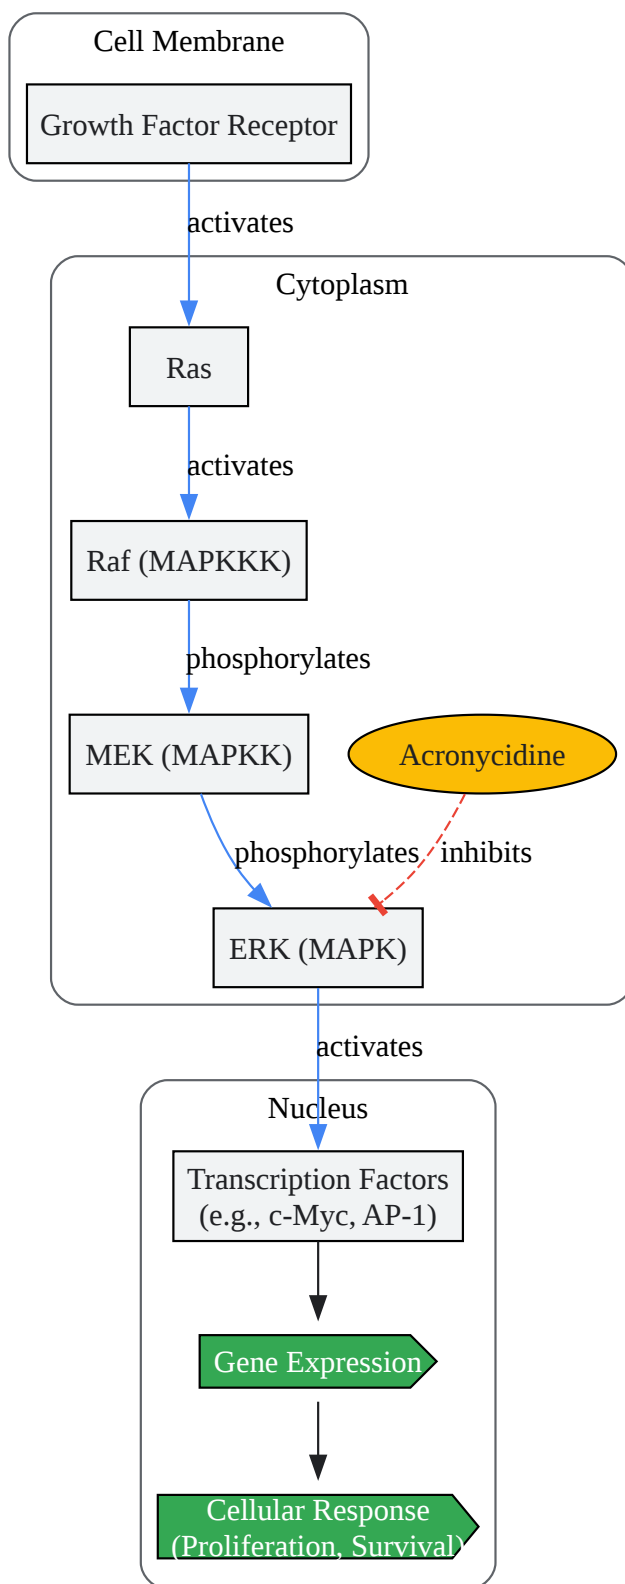 Cell Membrane
Growth Factor Receptor
activates
Cytoplasm
Ras
activates
Raf (MAPKKK)
phosphorylates
MEK (MAPKK)
Acronycidine
phosphorylates
inhibits
ERK (MAPK)
activates
Nucleus
Transcription Factors
(e.g., c-Myc, AP-1)
Gene Expression
Cellular Response
(Proliferation, Survival)